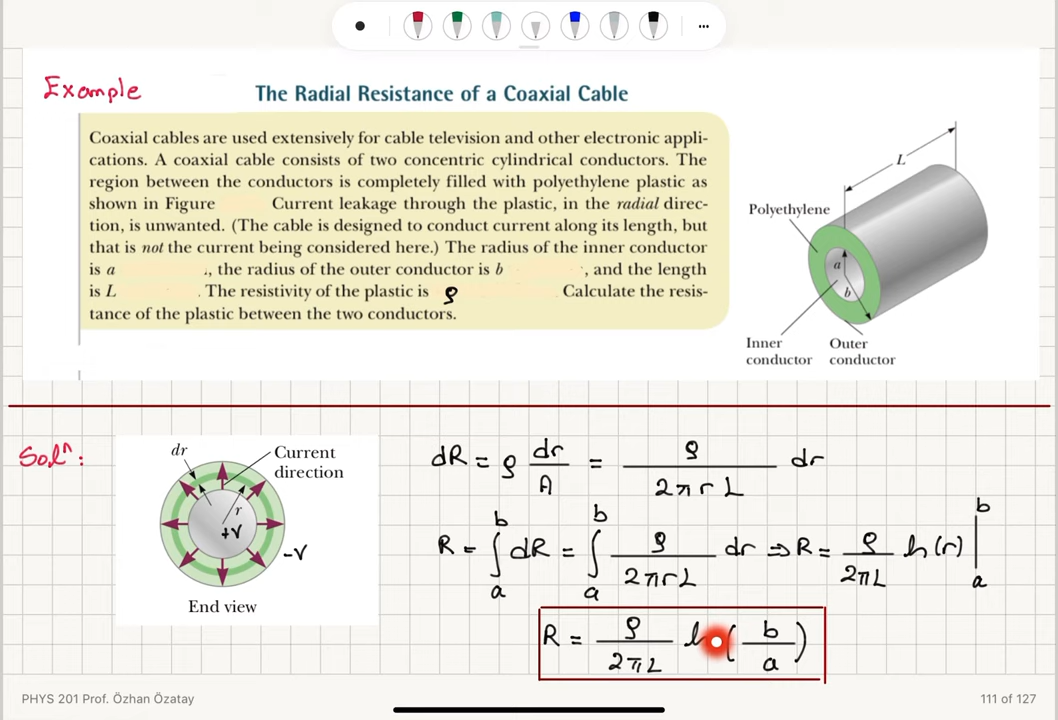 Example
The Radial Resistance of a Coaxial Cable
Coaxial cables are used extensively for cable television and other electronic appli-
cations. A coaxial cable consists of two concentric cylindrical conductors. The
region between the conductors is completely filled with polyethylene plastic as
shown in Figure Current leakage through the plastic, in the radial direc-
tion, is unwanted. (The cable is designed to conduct current along its length, but
that is not the current being considered here.) The radius of the inner conductor
is a , the radius of the outer conductor is b , and the length
is L . The resistivity of the plastic is ρ Calculate the resis-
tance of the plastic between the two conductors.
L
Polyethylene
a
b
Inner
conductor
Outer
conductor
Solⁿ:
dr
Current
direction
r
+V
-V
End view
dR = ρ dr/A = ρ/(2πrL) dr
R = ∫_a^b dR = ∫_a^b ρ/(2πrL) dr ⇒ R = ρ/(2πL) ln(r) |_a^b
R = ρ/(2πL) ln(b/a)
PHYS 201 Prof. Özhan Özatay
111 of 127